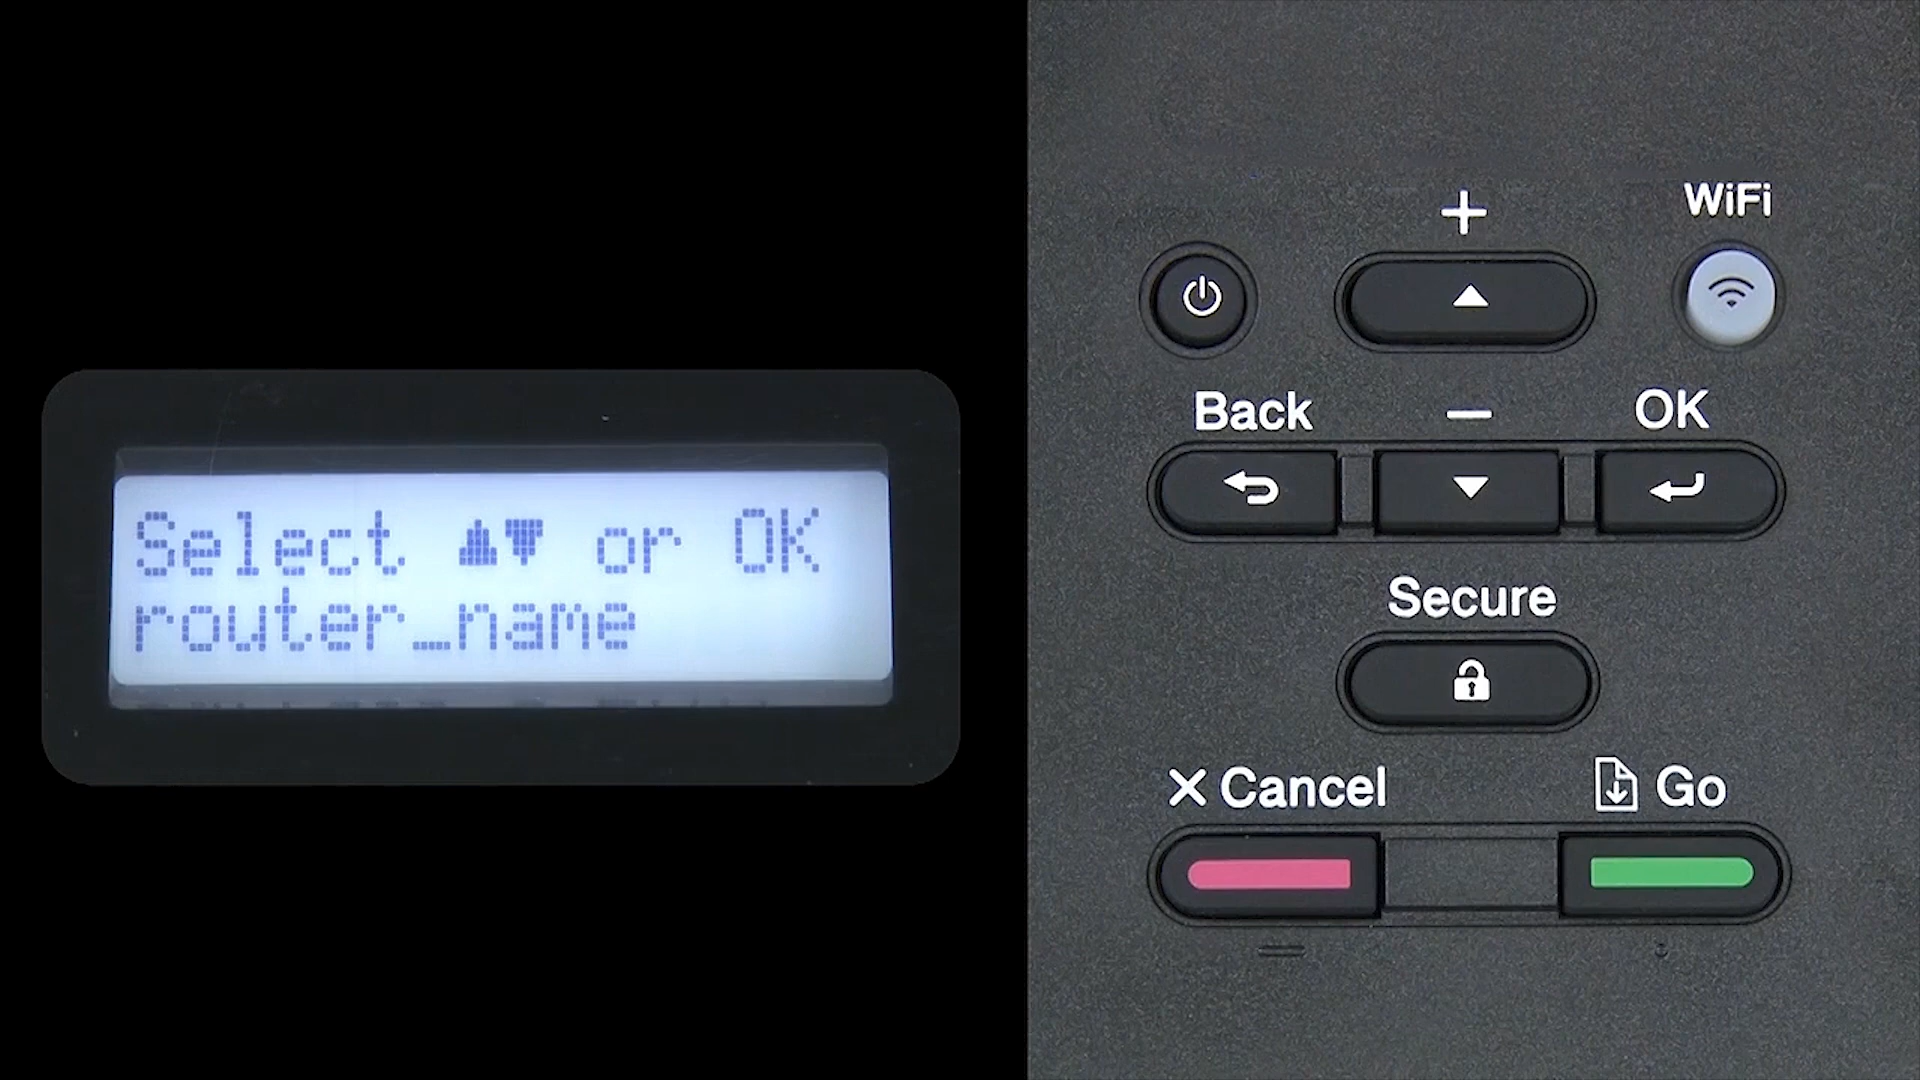 Select ▲▼ or OK
router_name
+
WiFi
Back
—
OK
Secure
X Cancel
Go